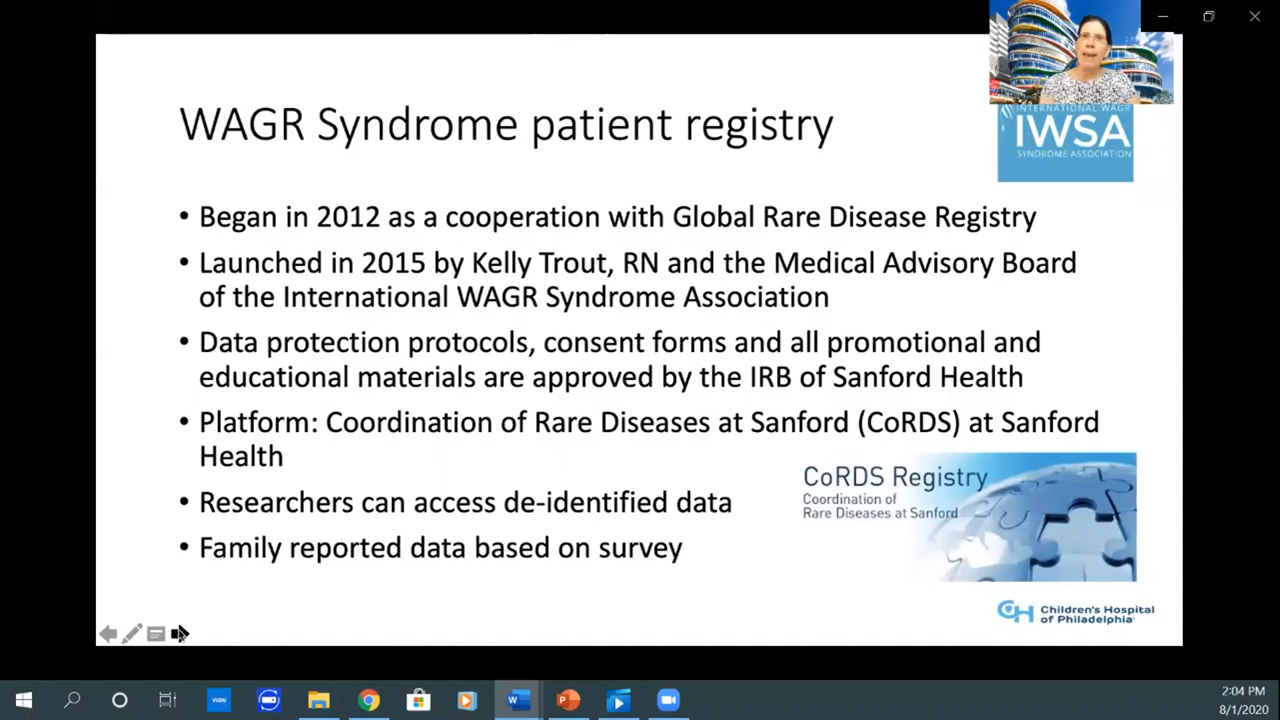 WAGR Syndrome patient registry
INTERNATIONAL WAGR
IWSA
SYNDROME ASSOCIATION
• Began in 2012 as a cooperation with Global Rare Disease Registry
• Launched in 2015 by Kelly Trout, RN and the Medical Advisory Board
of the International WAGR Syndrome Association
• Data protection protocols, consent forms and all promotional and
educational materials are approved by the IRB of Sanford Health
• Platform: Coordination of Rare Diseases at Sanford (CoRDS) at Sanford
Health
• Researchers can access de-identified data
• Family reported data based on survey
CoRDS Registry
Coordination of
Rare Diseases at Sanford
CH Children's Hospital
of Philadelphia
VUDU
W
P
2:04 PM
8/1/2020